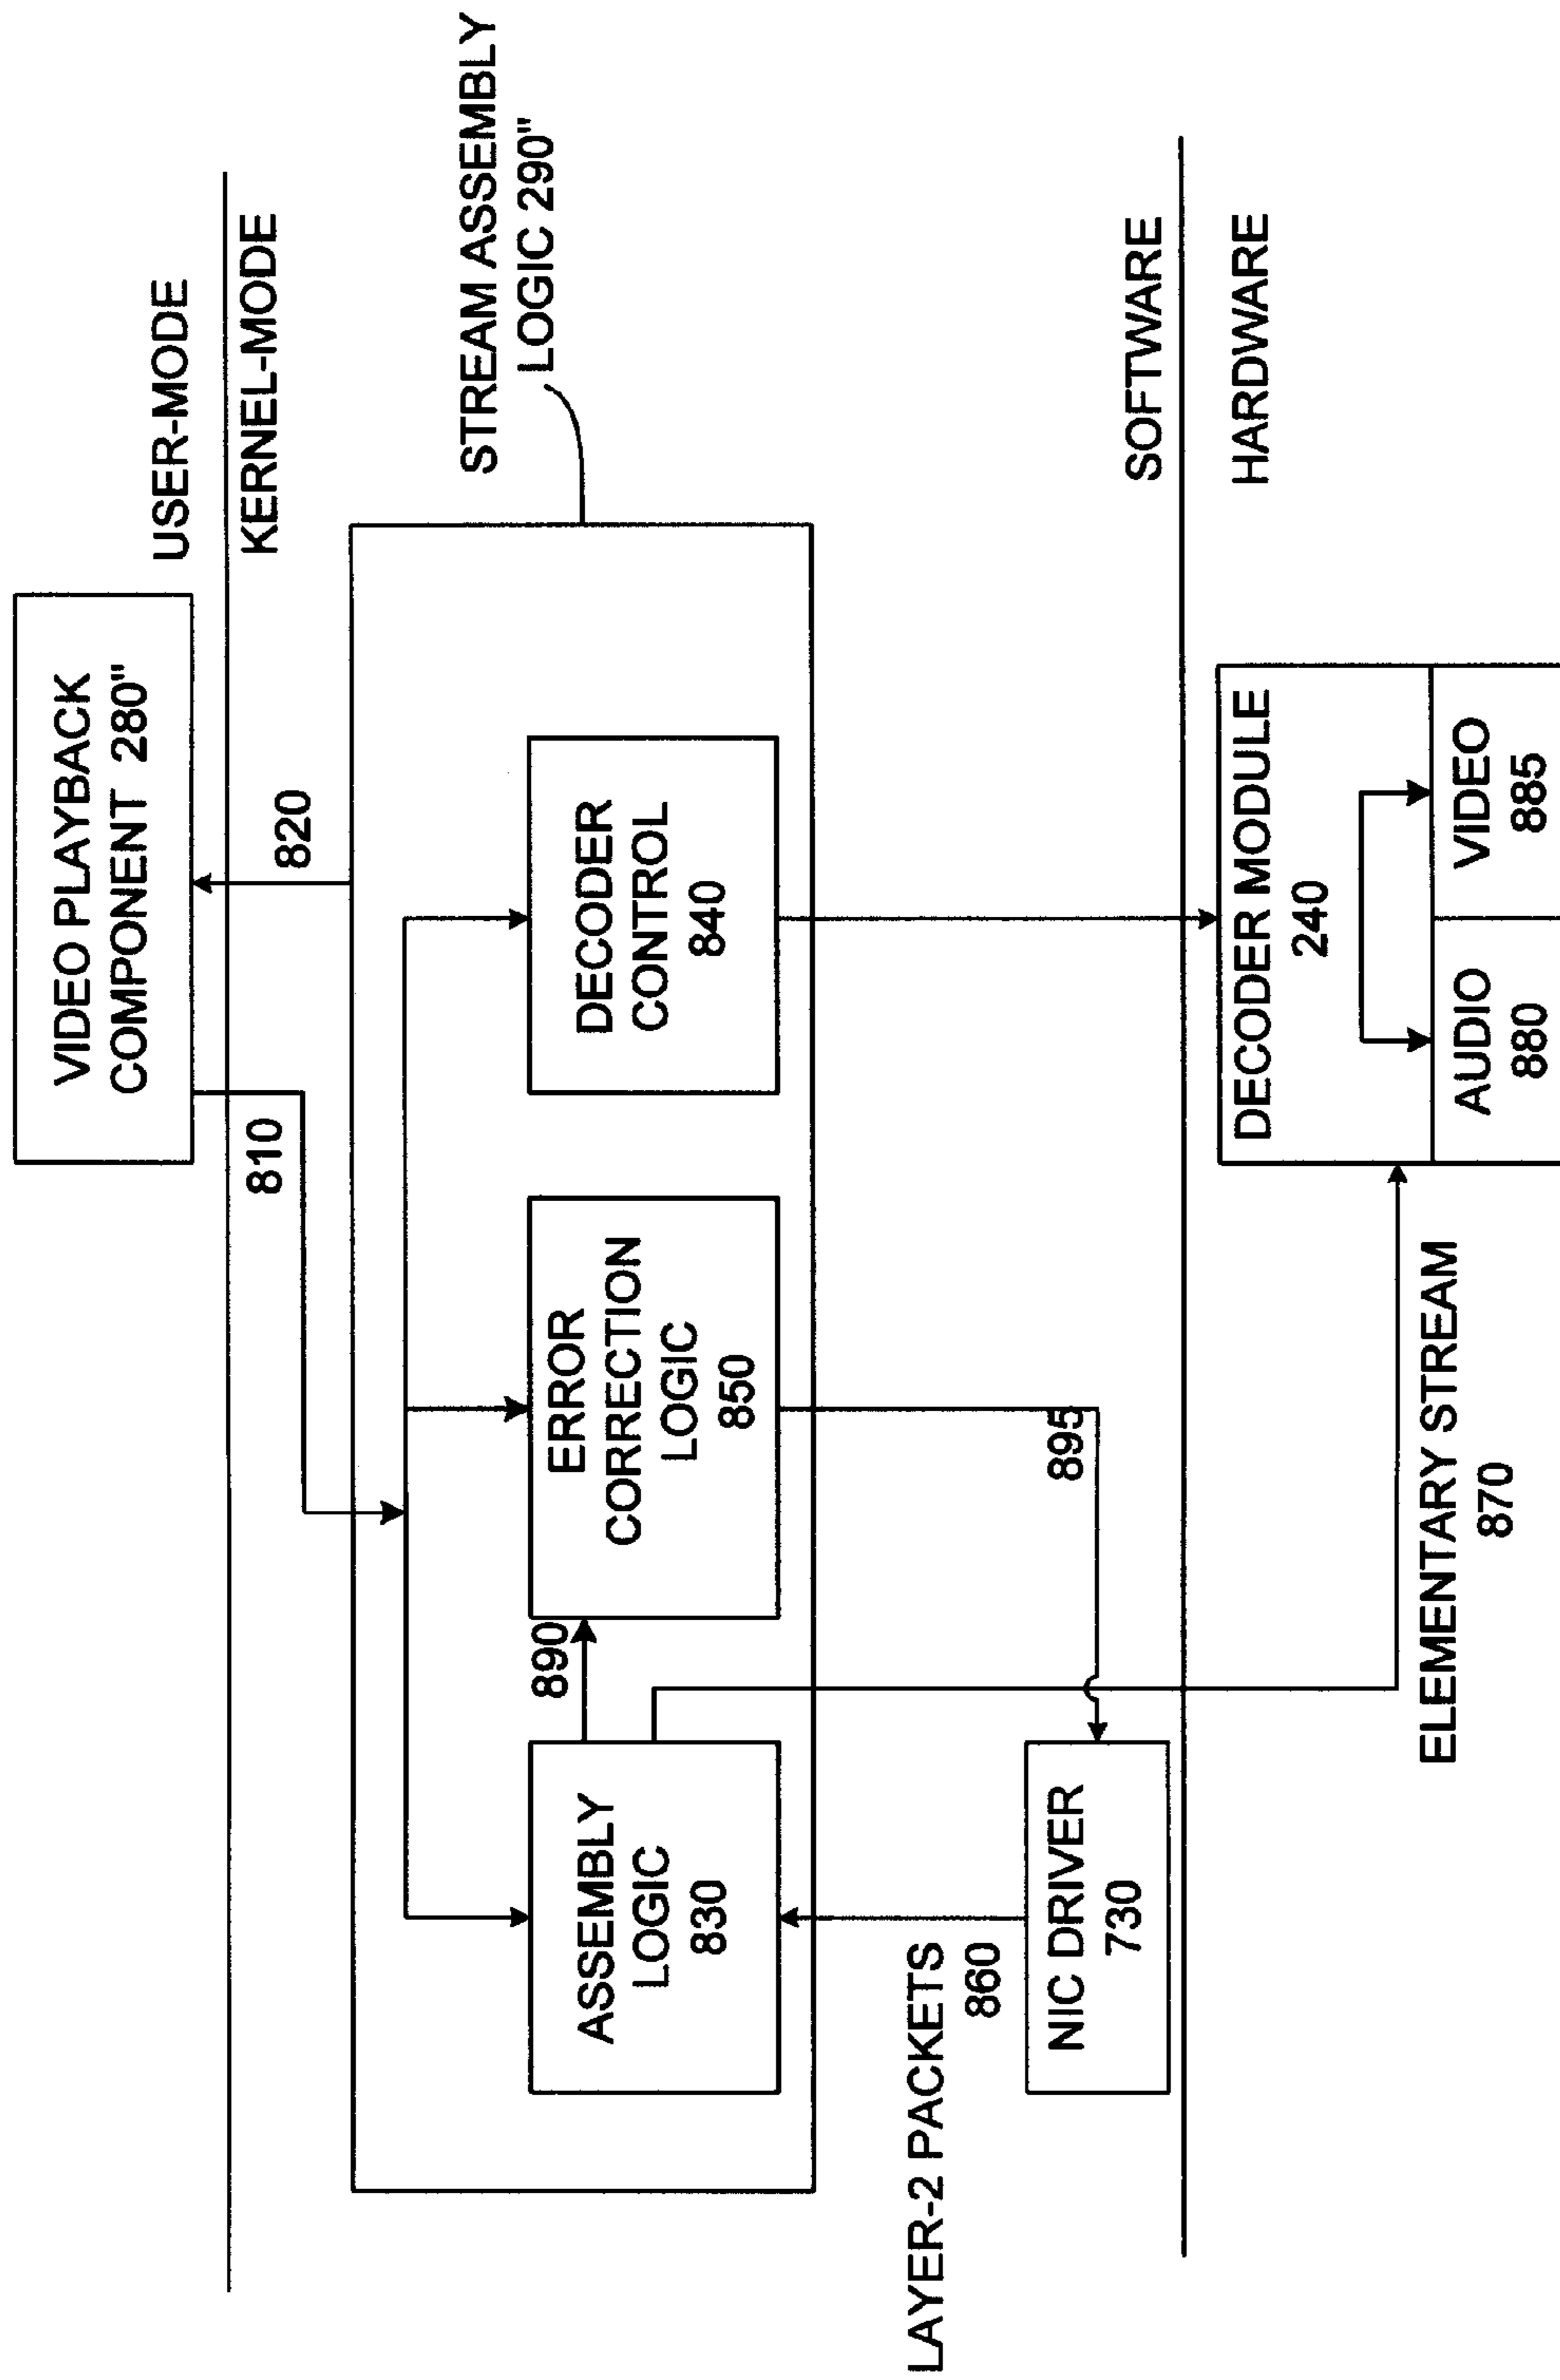 VIDEO PLAYBACK
COMPONENT 280"
USER-MODE
KERNEL-MODE
810
820
STREAM ASSEMBLY
LOGIC 290"
ASSEMBLY
LOGIC
830
890
ERROR
CORRECTION
LOGIC
850
DECODER
CONTROL
840
LAYER-2 PACKETS
860
895
NIC DRIVER
730
SOFTWARE
HARDWARE
ELEMENTARY STREAM
870
DECODER MODULE
240
AUDIO
880
VIDEO
885